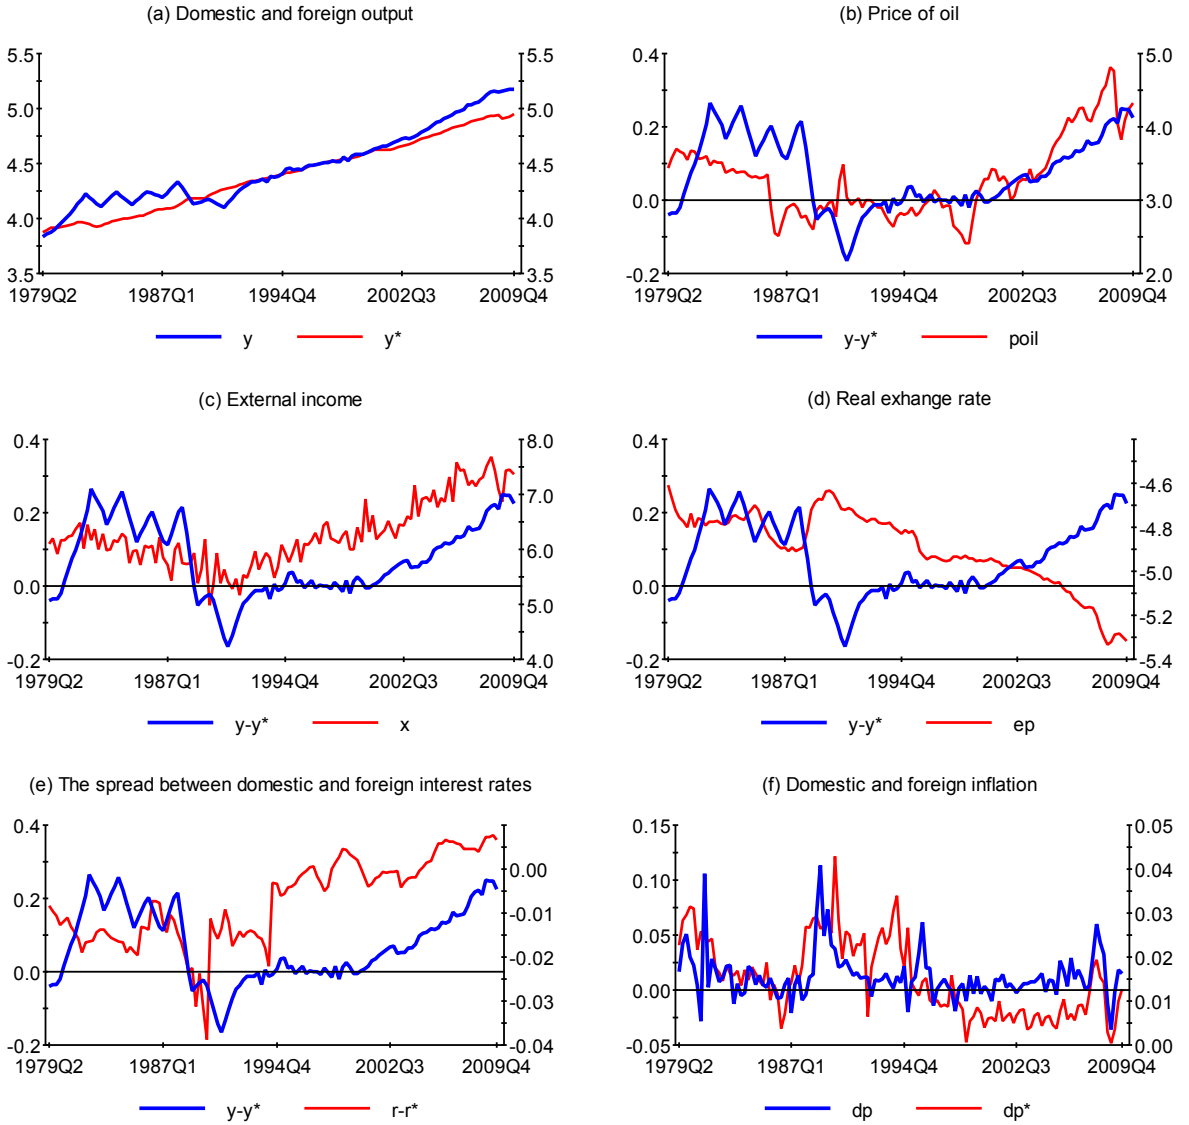 (a) Domestic and foreign output
5.5 5.5
5.0 5.0
4.5 4.5
4.0 4.0
3.5 3.5
1979Q2 1987Q1 1994Q4 2002Q3 2009Q4
y y*
(b) Price of oil
0.4 5.0
0.2 4.0
0.0 3.0
-0.2 2.0
1979Q2 1987Q1 1994Q4 2002Q3 2009Q4
y-y* poil
(c) External income
0.4 8.0
7.0
0.2
6.0
0.0
5.0
-0.2 4.0
1979Q2 1987Q1 1994Q4 2002Q3 2009Q4
y-y* x
(d) Real exhange rate
0.4
-4.6
0.2
-4.8
0.0 -5.0
-5.2
-0.2 -5.4
1979Q2 1987Q1 1994Q4 2002Q3 2009Q4
y-y* ep
(e) The spread between domestic and foreign interest rates
0.4
0.00
0.2
-0.01
-0.02
0.0
-0.03
-0.2 -0.04
1979Q2 1987Q1 1994Q4 2002Q3 2009Q4
y-y* r-r*
(f) Domestic and foreign inflation
0.15 0.05
0.10 0.04
0.05 0.03
0.02
0.00
0.01
-0.05 0.00
1979Q2 1987Q1 1994Q4 2002Q3 2009Q4
dp dp*